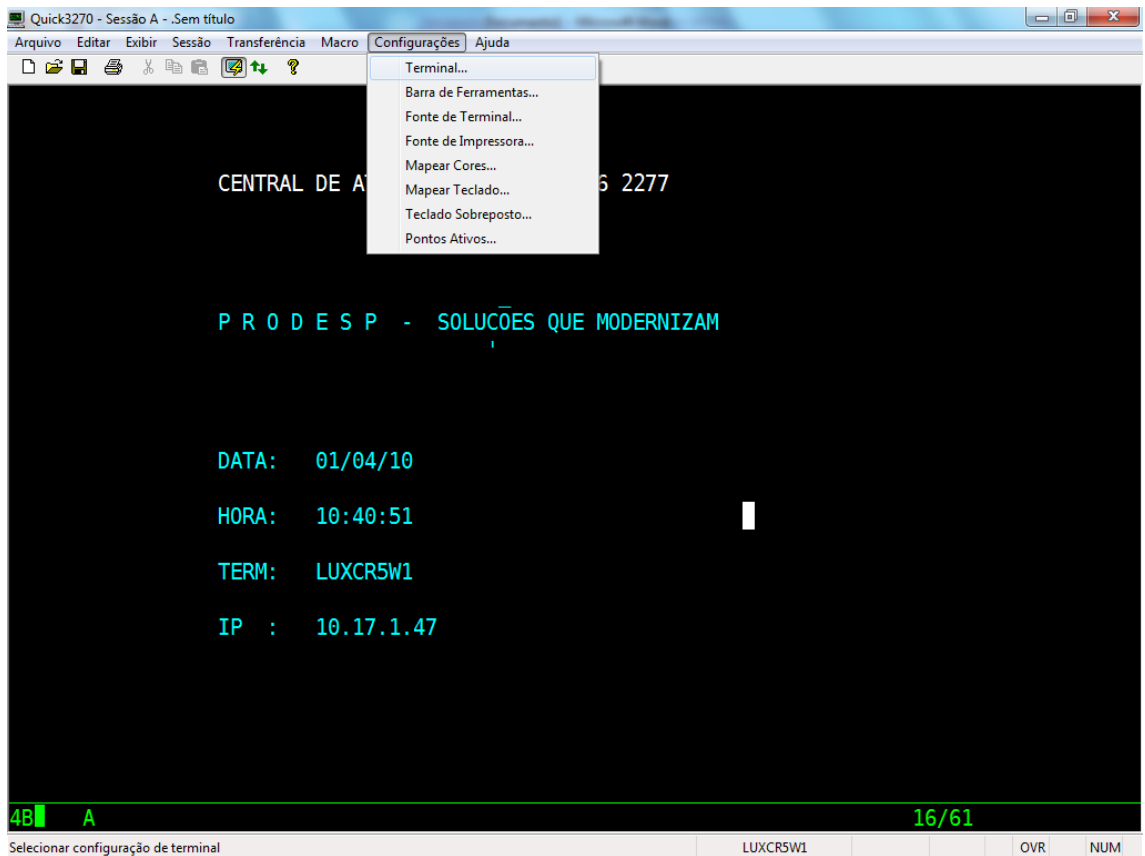 Quick3270 - Sessão A - .Sem título
Arquivo Editar Exibir Sessão Transferência Macro Configurações Ajuda
Terminal...
Barra de Ferramentas...
Fonte de Terminal...
Fonte de Impressora...
Mapear Cores...
Mapear Teclado...
Teclado Sobreposto...
Pontos Ativos...
CENTRAL DE A 6 2277
P R O D E S P - SOLUCOES QUE MODERNIZAM
DATA: 01/04/10
HORA: 10:40:51
TERM: LUXCR5W1
IP : 10.17.1.47
4B A 16/61
Selecionar configuração de terminal LUXCR5W1 OVR NUM